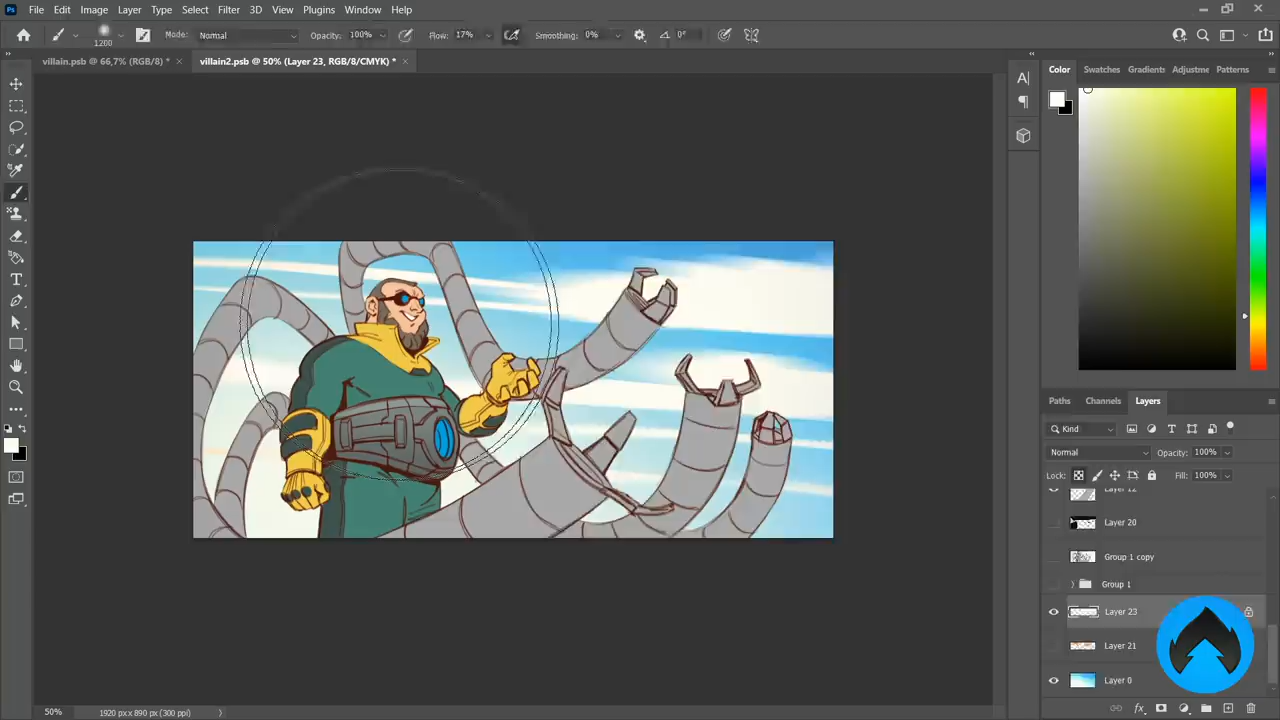 Ps File Edit Image Layer Type Select Filter 3D View Plugins Window Help
1200 Mode: Normal Opacity: 100% Flow: 17% Smoothing: 0% 0°
villain.psb @ 66,7% (RGB/8) * × villain2.psb @ 50% (Layer 23, RGB/8/CMYK) * ×
Color Swatches Gradients Adjustme Patterns
Paths Channels Layers
Kind
Normal Opacity: 100%
Lock: Fill: 100%
Layer 12
Layer 20
Group 1 copy
Group 1
Layer 23
Layer 21
Layer 0
50% 1920 px x 890 px (300 ppi)